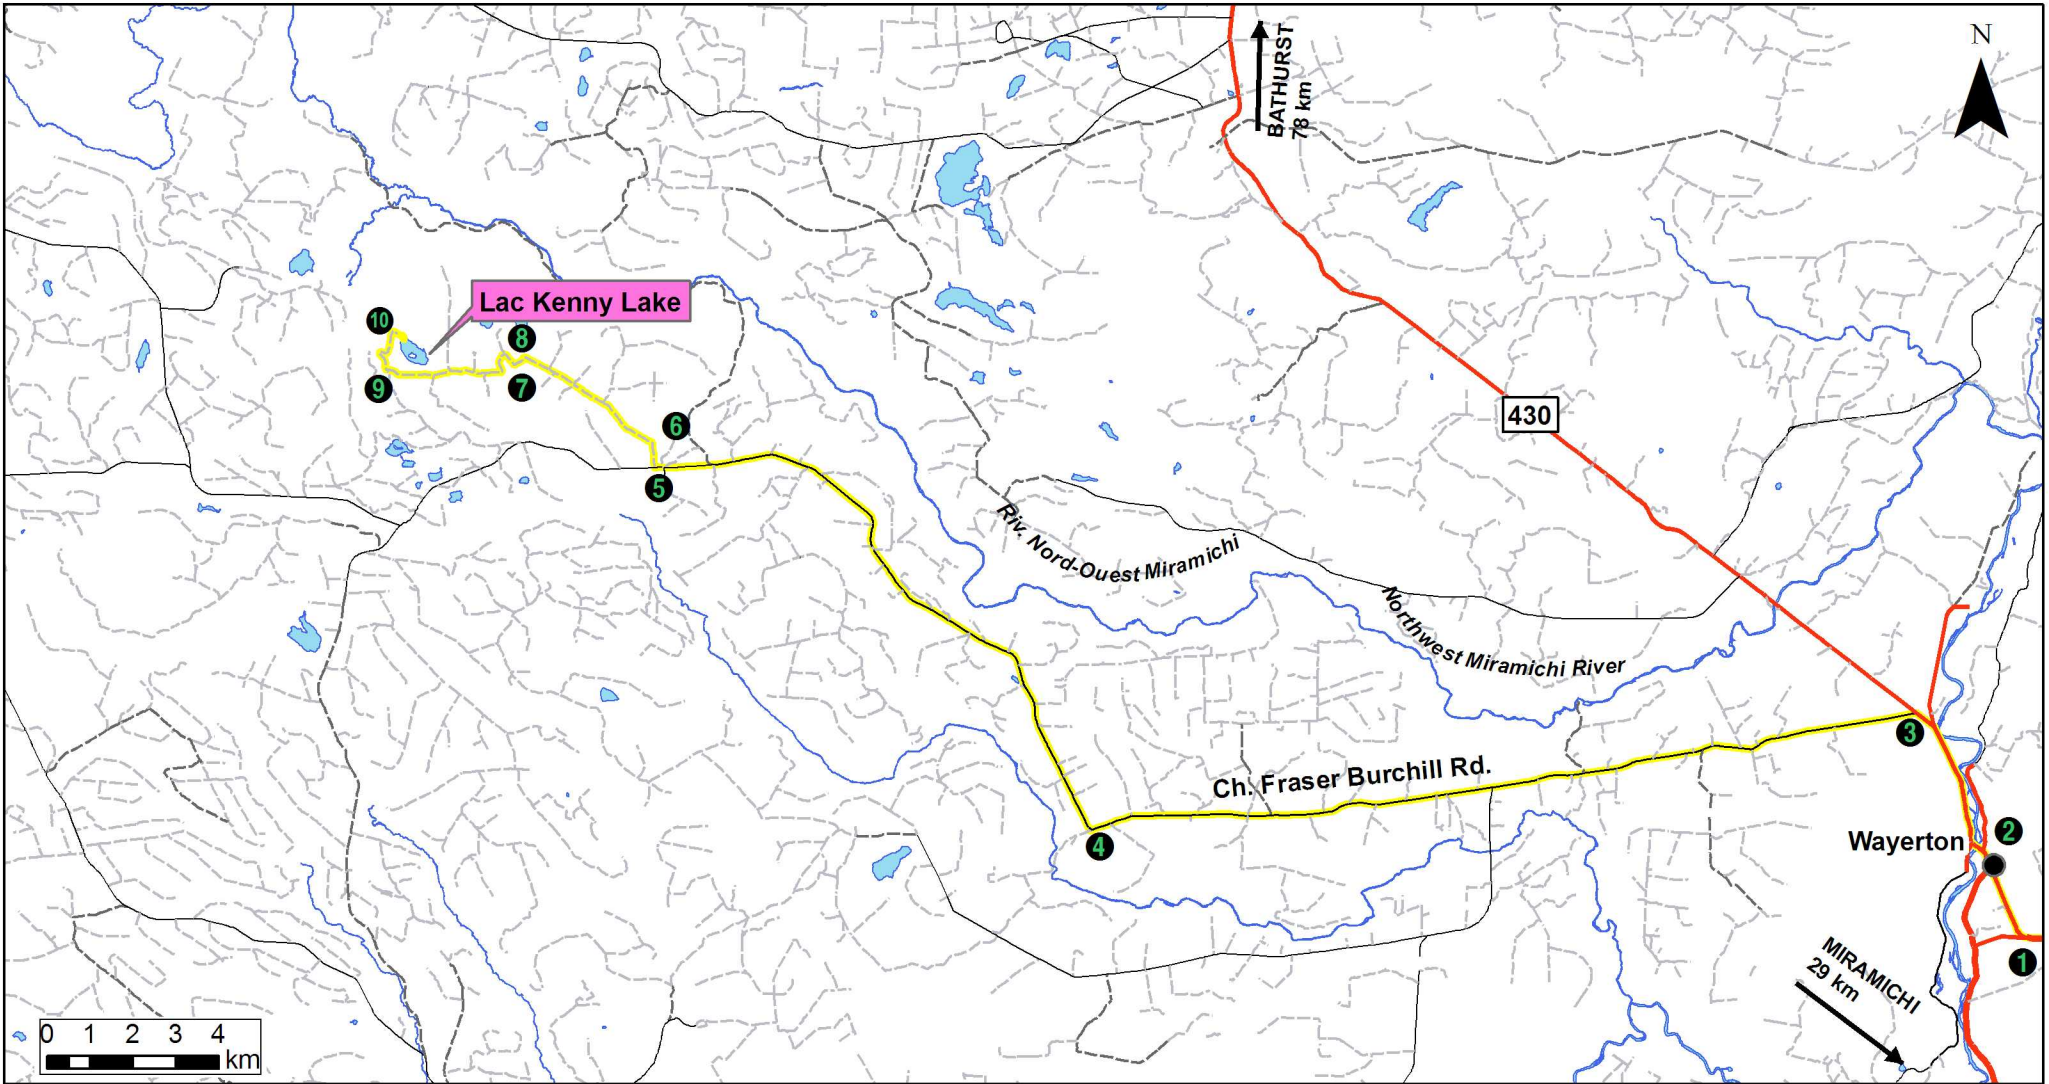 N
BATHURST
78 km
Lac Kenny Lake
10
8
9
7
6
5
430
Riv. Nord-Ouest Miramichi
Northwest Miramichi River
3
Ch. Fraser Burchill Rd.
4
Wayerton
2
1
MIRAMICHI
29 km
0 1 2 3 4
km